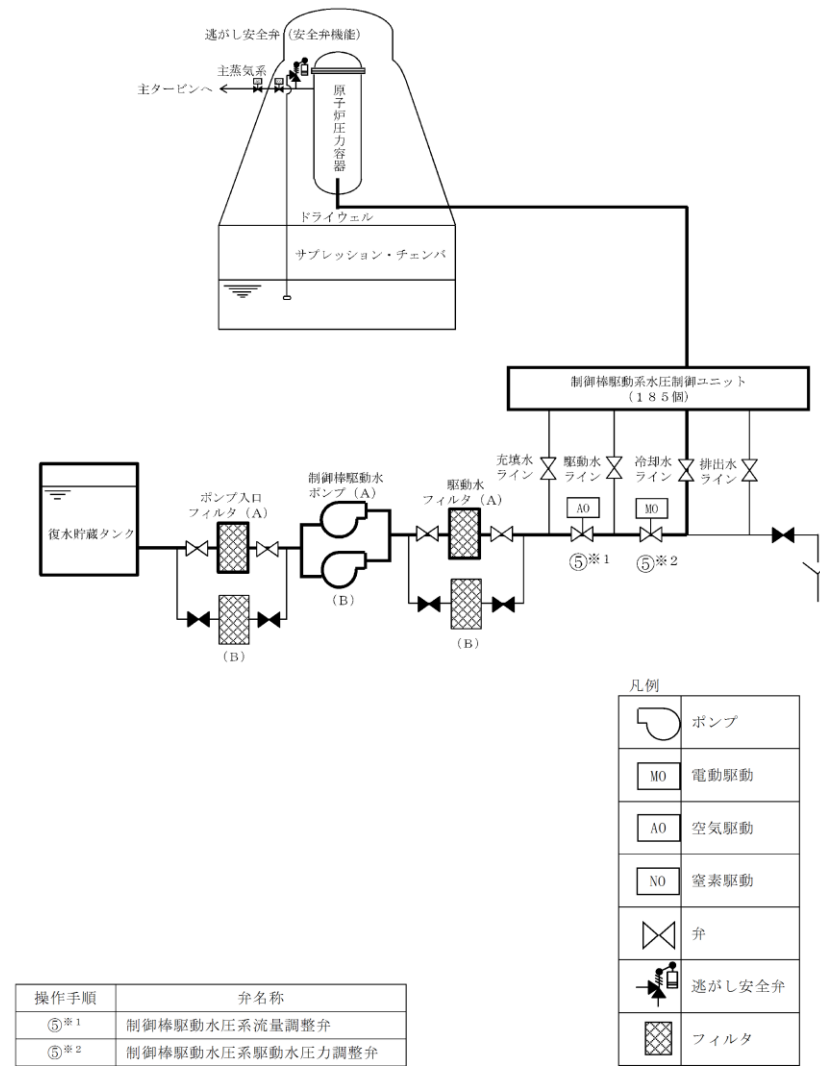 逃がし安全弁（安全弁機能）
主蒸気系
主タービンへ
原子炉圧力容器
ドライウェル
サプレッション・チェンバ
制御棒駆動系水圧制御ユニット
（１８５個）
充填水
ライン
駆動水
ライン
冷却水
ライン
排出水
ライン
復水貯蔵タンク
ポンプ入口
フィルタ（Ａ）
制御棒駆動水
ポンプ（Ａ）
駆動水
フィルタ（Ａ）
AO
MO
⑤※1
⑤※2
（Ｂ）
（Ｂ）
（Ｂ）
凡例
ポンプ
MO 電動駆動
AO 空気駆動
NO 窒素駆動
弁
逃がし安全弁
フィルタ
操作手順 弁名称
⑤※1 制御棒駆動水圧系流量調整弁
⑤※2 制御棒駆動水圧系駆動水圧力調整弁